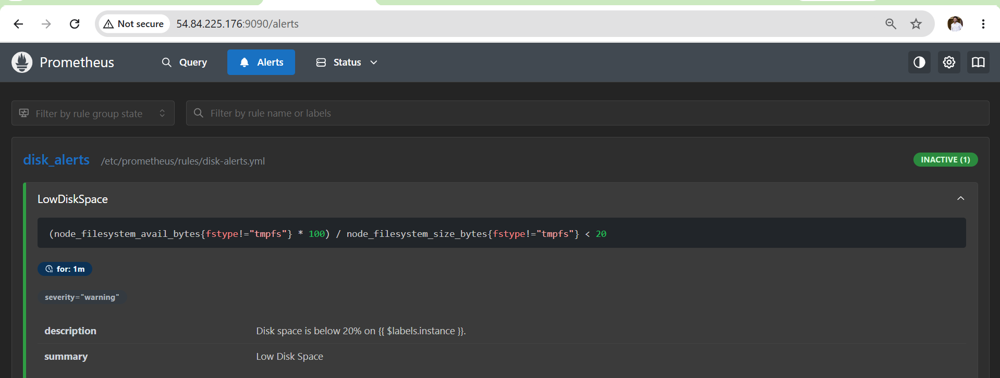 Not secure 54.84.225.176:9090/alerts
Prometheus Query Alerts Status
Filter by rule group state Filter by rule name or labels
disk_alerts /etc/prometheus/rules/disk-alerts.yml INACTIVE (1)
LowDiskSpace
(node_filesystem_avail_bytes{fstype!="tmpfs"} * 100) / node_filesystem_size_bytes{fstype!="tmpfs"} < 20
for: 1m
severity="warning"
description Disk space is below 20% on {{ $labels.instance }}.
summary Low Disk Space